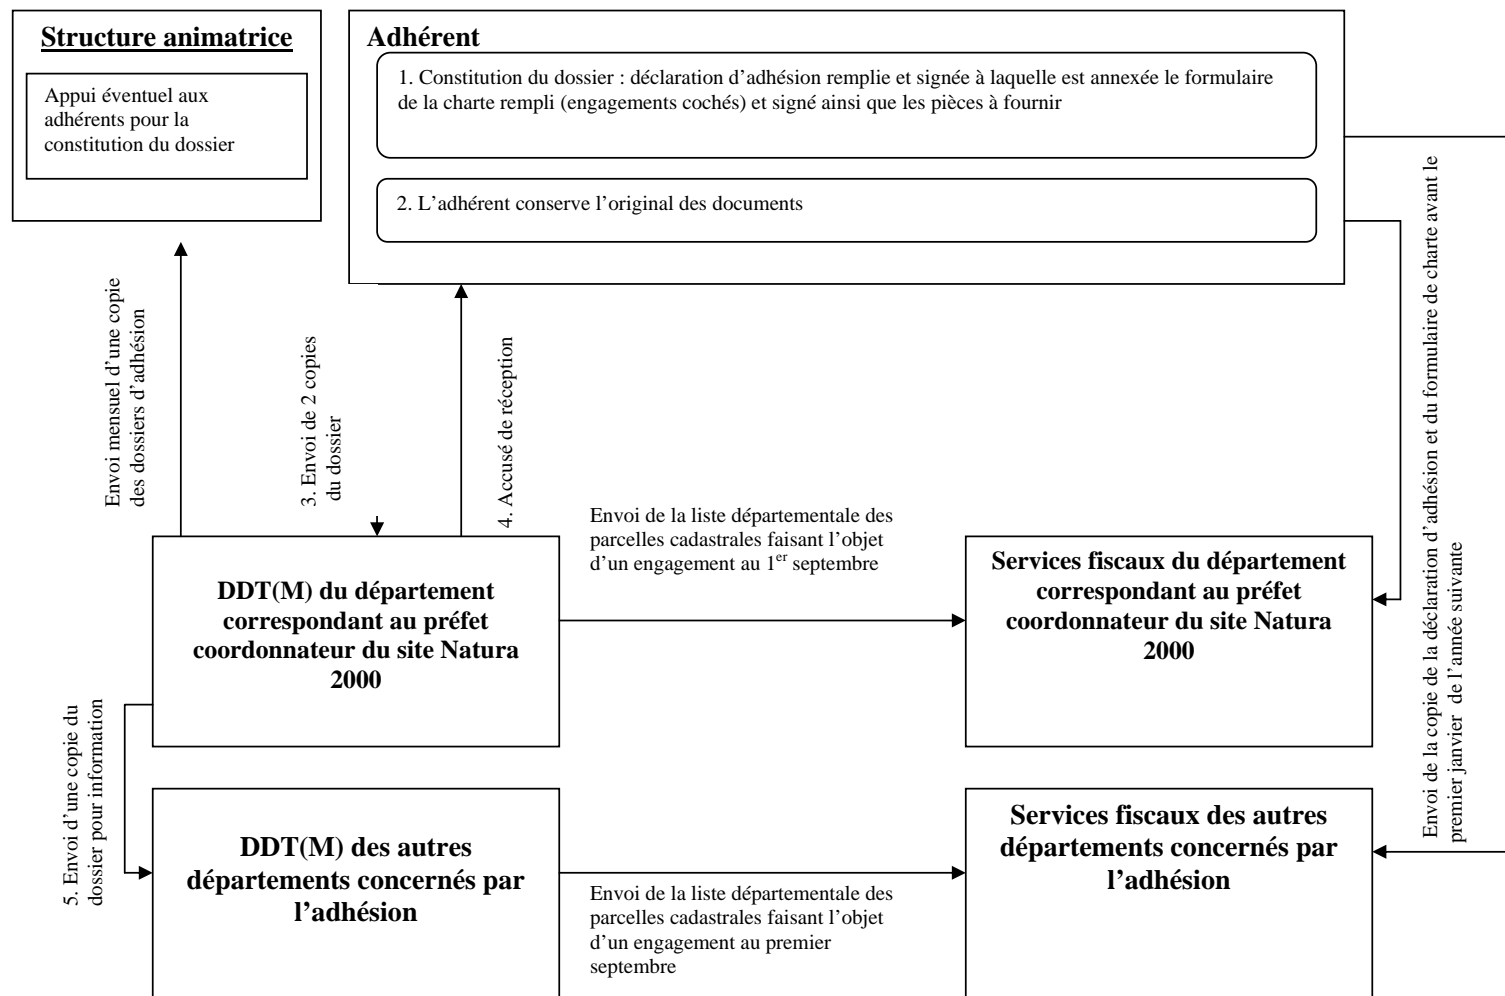 Structure animatrice
Appui éventuel aux
adhérents pour la
constitution du dossier
Adhérent
1. Constitution du dossier : déclaration d’adhésion remplie et signée à laquelle est annexée le formulaire
de la charte rempli (engagements cochés) et signé ainsi que les pièces à fournir
2. L’adhérent conserve l’original des documents
Envoi mensuel d’une copie
des dossiers d’adhésion
3. Envoi de 2 copies
du dossier
4. Accusé de réception
Envoi de la liste départementale des
parcelles cadastrales faisant l’objet
d’un engagement au 1er septembre
DDT(M) du département
correspondant au préfet
coordonnateur du site Natura
2000
Services fiscaux du département
correspondant au préfet
coordonnateur du site Natura
2000
Envoi de la copie de la déclaration d’adhésion et du formulaire de charte avant le
premier janvier de l’année suivante
5. Envoi d’une copie du
dossier pour information
DDT(M) des autres
départements concernés par
l’adhésion
Envoi de la liste départementale des
parcelles cadastrales faisant l’objet
d’un engagement au premier
septembre
Services fiscaux des autres
départements concernés par
l’adhésion